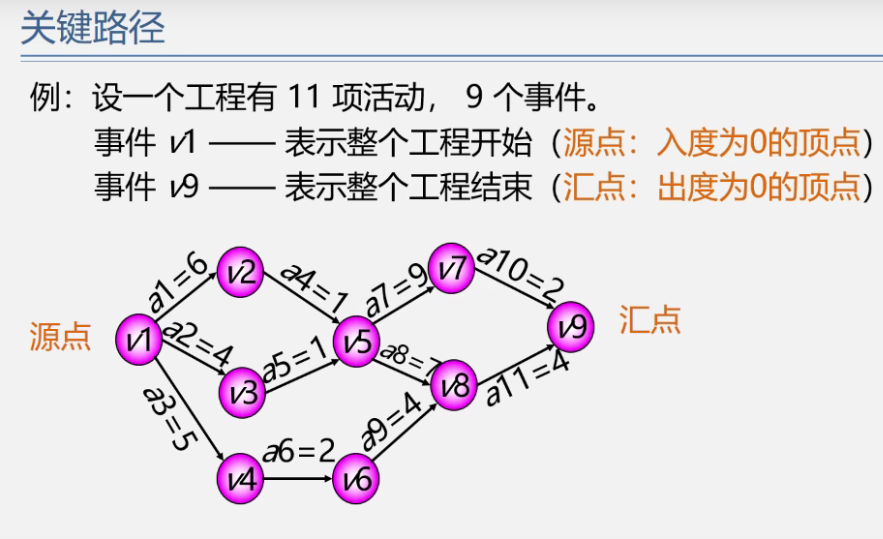 关键路径
例：设一个工程有 11 项活动， 9 个事件。
事件 v1 —— 表示整个工程开始（源点：入度为0的顶点）
事件 v9 —— 表示整个工程结束（汇点：出度为0的顶点）
a1=6
v2
a4=1
a7=9
v7
a10=2
源点
v1
a2=4
v3
a5=1
v5
a8=7
v8
a11=4
v9
汇点
a3=5
v4
a6=2
v6
a9=4